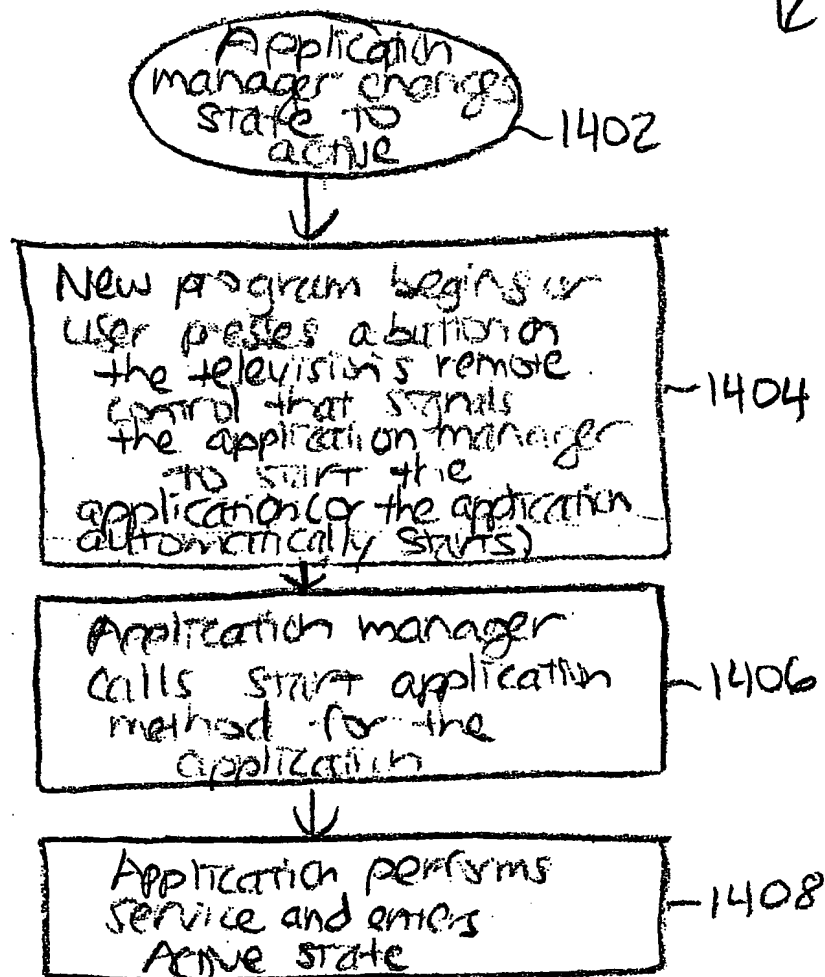 Application
manager changes
state to
active
1402
New program begins or
user presses a button on
the television's remote
control that signals
the application manager
to start the
application (or the application
automatically starts)
1404
Application manager
calls start application
method for the
application
1406
Application performs
service and enters
Active state
1408